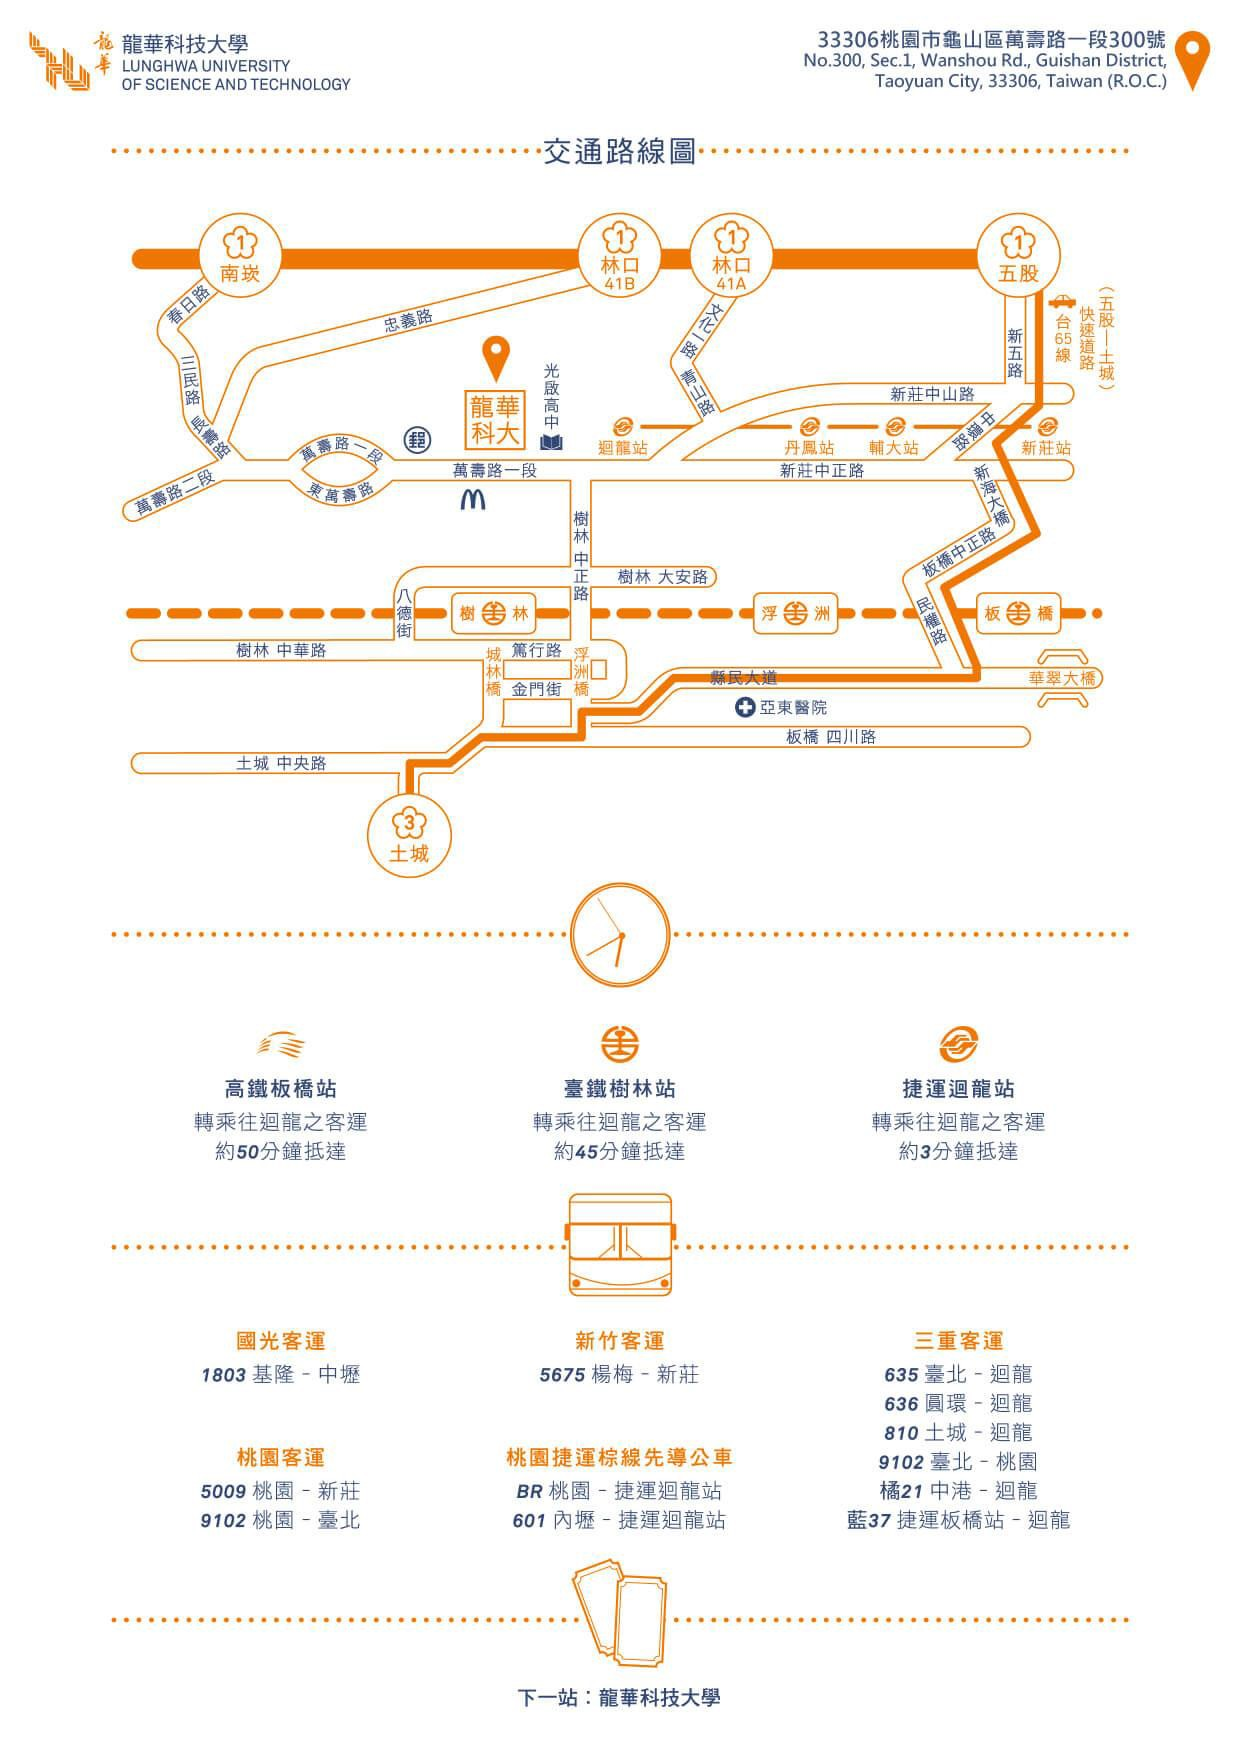 龍華
龍華科技大學
LUNGHWA UNIVERSITY
OF SCIENCE AND TECHNOLOGY
33306桃園市龜山區萬壽路一段300號
No.300, Sec.1, Wanshou Rd., Guishan District,
Taoyuan City, 33306, Taiwan (R.O.C.)
交通路線圖
1
南崁
1
林口
41B
1
林口
41A
1
五股
春日路
忠義路
文化一路
新五路
台65線
快速道路
（五股—土城）
三民路
青山路
新莊中山路
光啟高中
龍華
科大
長壽路
中環路
萬壽路一段
郵
迴龍站
丹鳳站
輔大站
新莊站
萬壽路二段
東萬壽路
萬壽路一段
新莊中正路
新海大橋
樹林 中正路
板橋中正路
樹林 大安路
八德街
樹 林
浮 洲
板 橋
民權路
樹林 中華路
城林橋
篤行路
浮洲橋
金門街
縣民大道
華翠大橋
亞東醫院
板橋 四川路
土城 中央路
3
土城
高鐵板橋站
轉乘往迴龍之客運
約50分鐘抵達
臺鐵樹林站
轉乘往迴龍之客運
約45分鐘抵達
捷運迴龍站
轉乘往迴龍之客運
約3分鐘抵達
國光客運
1803 基隆－中壢
新竹客運
5675 楊梅－新莊
三重客運
635 臺北－迴龍
636 圓環－迴龍
810 土城－迴龍
9102 臺北－桃園
橘21 中港－迴龍
藍37 捷運板橋站－迴龍
桃園客運
5009 桃園－新莊
9102 桃園－臺北
桃園捷運棕線先導公車
BR 桃園－捷運迴龍站
601 內壢－捷運迴龍站
下一站：龍華科技大學